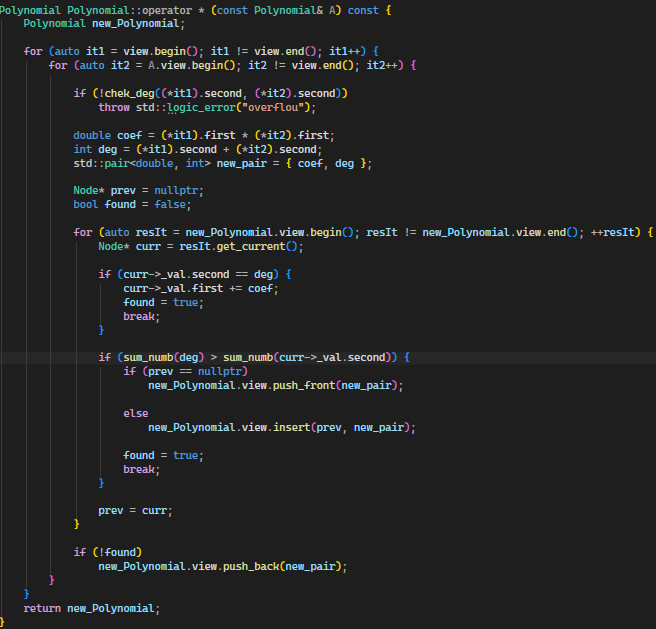 Polynomial Polynomial::operator * (const Polynomial& A) const {
    Polynomial new_Polynomial;

    for (auto it1 = view.begin(); it1 != view.end(); it1++) {
        for (auto it2 = A.view.begin(); it2 != view.end(); it2++) {

            if (!chek_deg((*it1).second, (*it2).second))
                throw std::logic_error("overflou");

            double coef = (*it1).first * (*it2).first;
            int deg = (*it1).second + (*it2).second;
            std::pair<double, int> new_pair = { coef, deg };

            Node* prev = nullptr;
            bool found = false;

            for (auto resIt = new_Polynomial.view.begin(); resIt != new_Polynomial.view.end(); ++resIt) {
                Node* curr = resIt.get_current();

                if (curr->_val.second == deg) {
                    curr->_val.first += coef;
                    found = true;
                    break;
                }

                if (sum_numb(deg) > sum_numb(curr->_val.second)) {
                    if (prev == nullptr)
                        new_Polynomial.view.push_front(new_pair);

                    else
                        new_Polynomial.view.insert(prev, new_pair);

                    found = true;
                    break;
                }

                prev = curr;
            }

            if (!found)
                new_Polynomial.view.push_back(new_pair);
        }
    }
    return new_Polynomial;
}